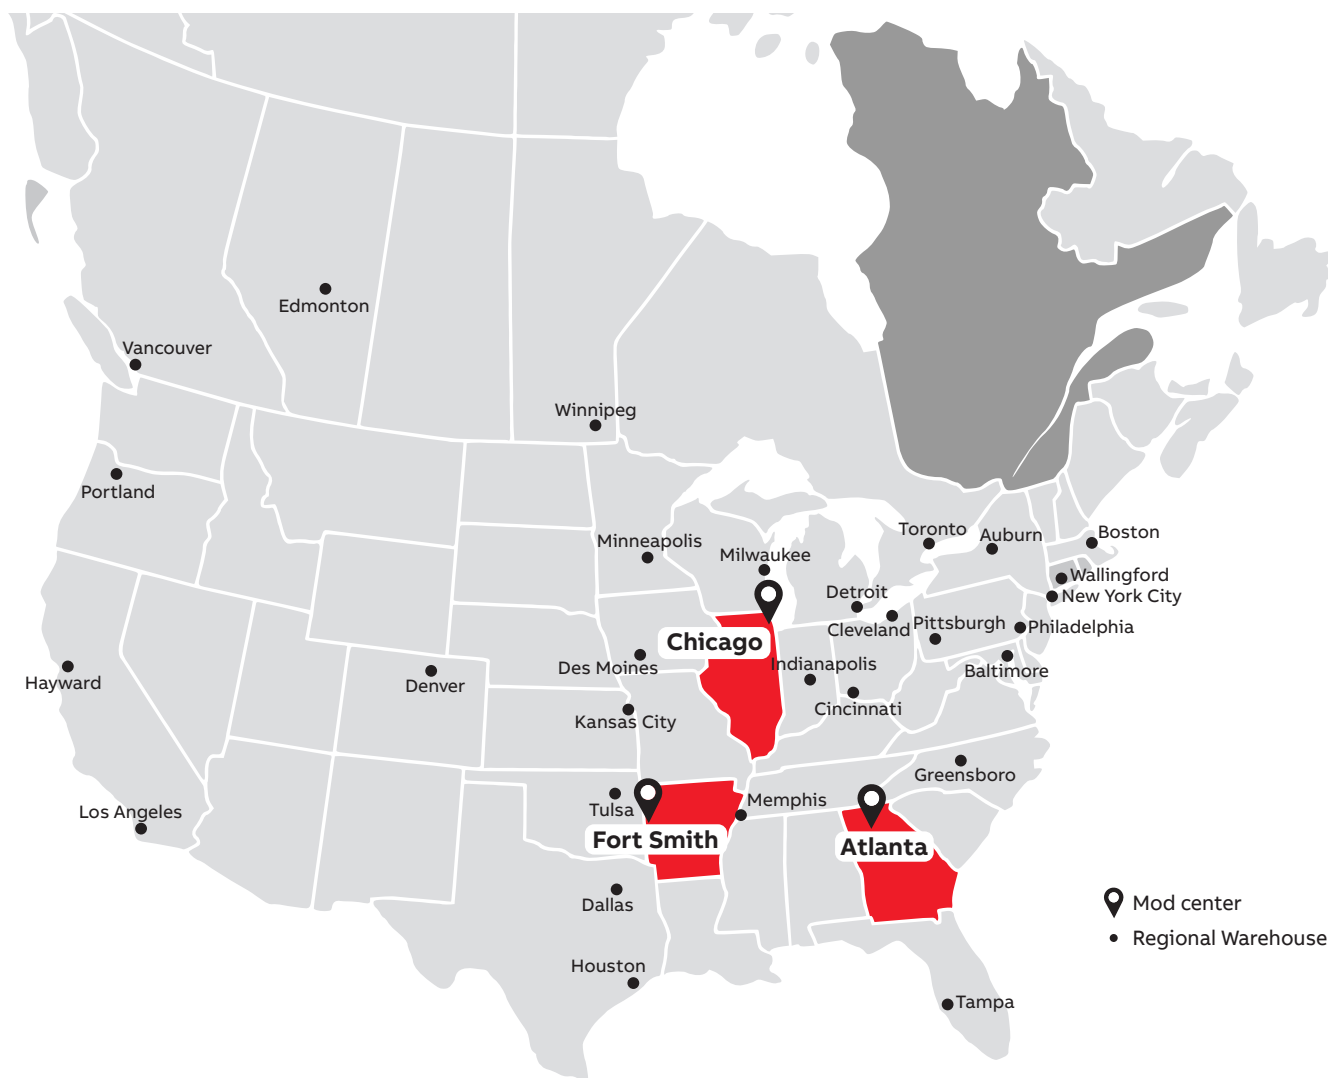 Edmonton
Vancouver
Winnipeg
Portland
Minneapolis
Milwaukee
Toronto
Auburn
Boston
Wallingford
New York City
Detroit
Cleveland
Pittsburgh
Philadelphia
Baltimore
Chicago
Indianapolis
Cincinnati
Des Moines
Kansas City
Hayward
Denver
Los Angeles
Greensboro
Tulsa
Memphis
Fort Smith
Atlanta
Dallas
Houston
Tampa
Mod center
Regional Warehouse